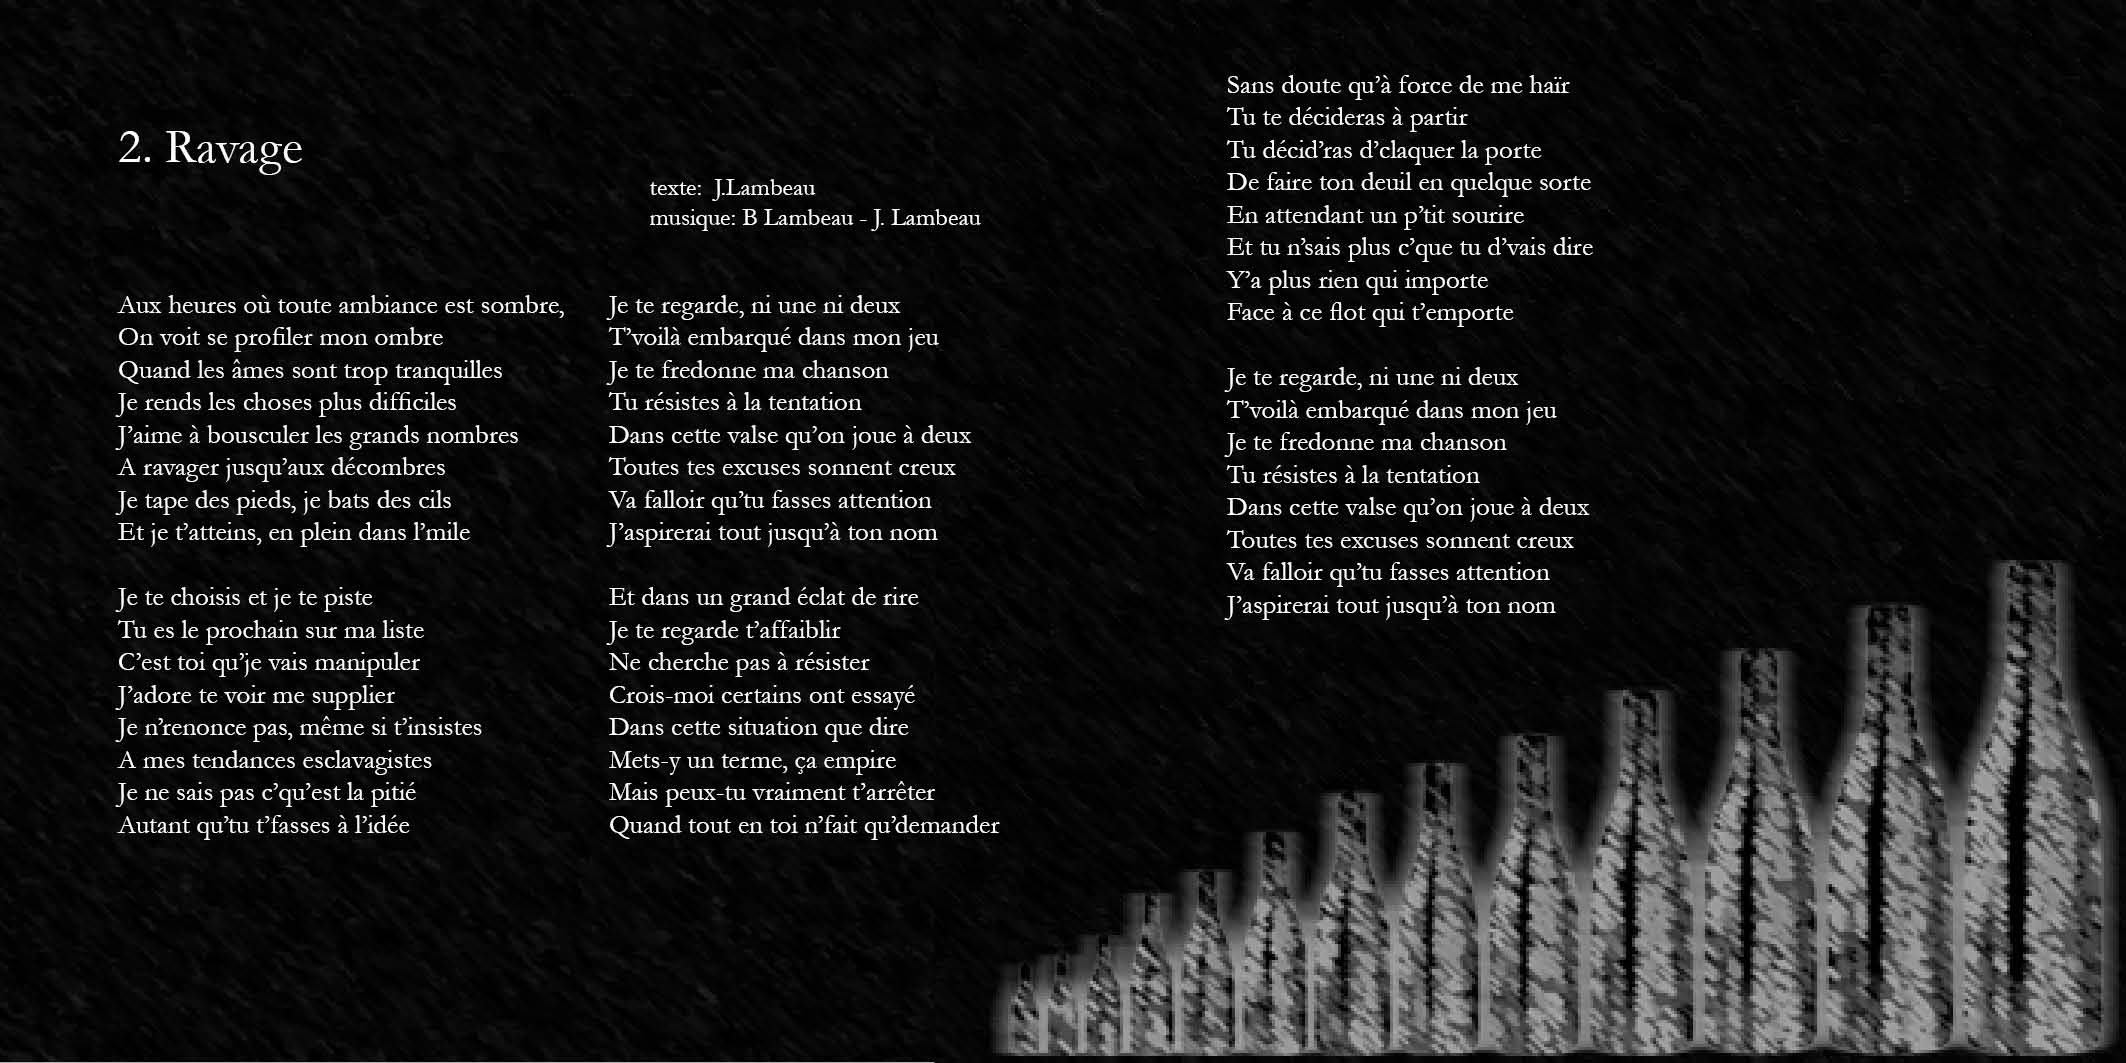 2. Ravage
texte:  J.Lambeau
musique: B Lambeau - J. Lambeau
Aux heures où toute ambiance est sombre,
On voit se profiler mon ombre
Quand les âmes sont trop tranquilles
Je rends les choses plus difficiles
J'aime à bousculer les grands nombres
A ravager jusqu'aux décombres
Je tape des pieds, je bats des cils
Et je t'atteins, en plein dans l'mile
Je te choisis et je te piste
Tu es le prochain sur ma liste
C'est toi qu'je vais manipuler
J'adore te voir me supplier
Je n'renonce pas, même si t'insistes
A mes tendances esclavagistes
Je ne sais pas c'qu'est la pitié
Autant qu'tu t'fasses à l'idée
Je te regarde, ni une ni deux
T'voilà embarqué dans mon jeu
Je te fredonne ma chanson
Tu résistes à la tentation
Dans cette valse qu'on joue à deux
Toutes tes excuses sonnent creux
Va falloir qu'tu fasses attention
J'aspirerai tout jusqu'à ton nom
Et dans un grand éclat de rire
Je te regarde t'affaiblir
Ne cherche pas à résister
Crois-moi certains ont essayé
Dans cette situation que dire
Mets-y un terme, ça empire
Mais peux-tu vraiment t'arrêter
Quand tout en toi n'fait qu'demander
Sans doute qu'à force de me haïr
Tu te décideras à partir
Tu décid'ras d'claquer la porte
De faire ton deuil en quelque sorte
En attendant un p'tit sourire
Et tu n'sais plus c'que tu d'vais dire
Y'a plus rien qui importe
Face à ce flot qui t'emporte
Je te regarde, ni une ni deux
T'voilà embarqué dans mon jeu
Je te fredonne ma chanson
Tu résistes à la tentation
Dans cette valse qu'on joue à deux
Toutes tes excuses sonnent creux
Va falloir qu'tu fasses attention
J'aspirerai tout jusqu'à ton nom